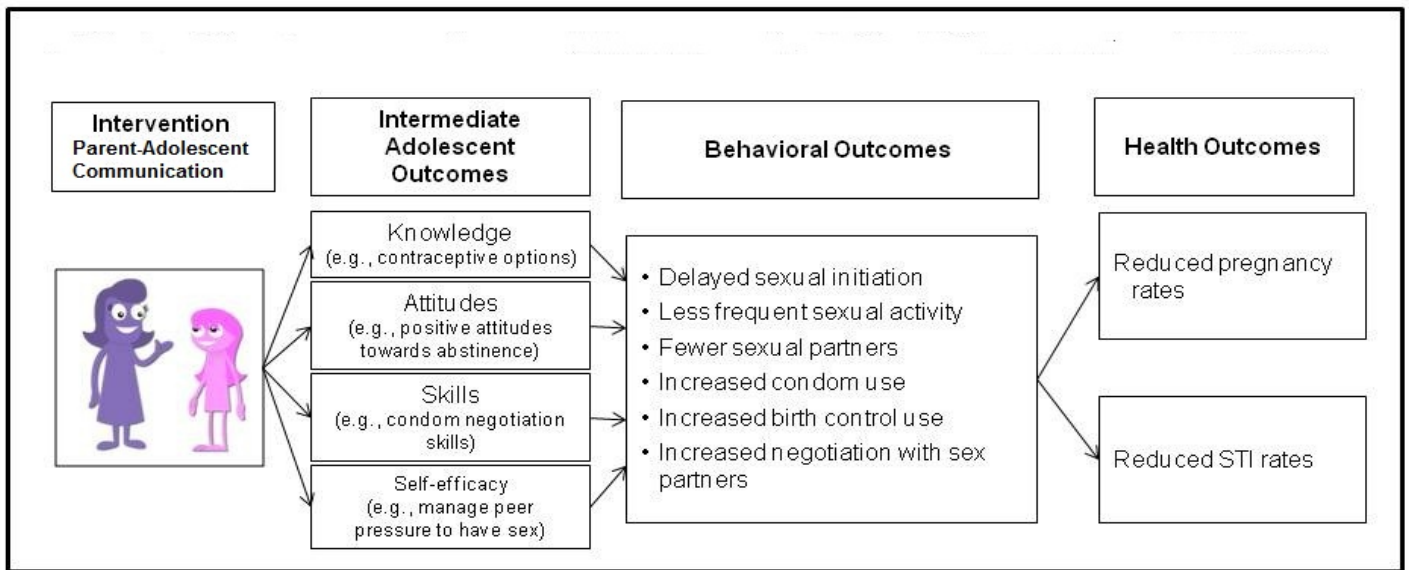 Intervention
Parent-Adolescent
Communication
Intermediate
Adolescent
Outcomes
Behavioral Outcomes
Health Outcomes
Knowledge
(e.g., contraceptive options)
Attitudes
(e.g., positive attitudes
towards abstinence)
Skills
(e.g., condom negotiation
skills)
Self-efficacy
(e.g., manage peer
pressure to have sex)
• Delayed sexual initiation
• Less frequent sexual activity
• Fewer sexual partners
• Increased condom use
• Increased birth control use
• Increased negotiation with sex
partners
Reduced pregnancy
rates
Reduced STI rates